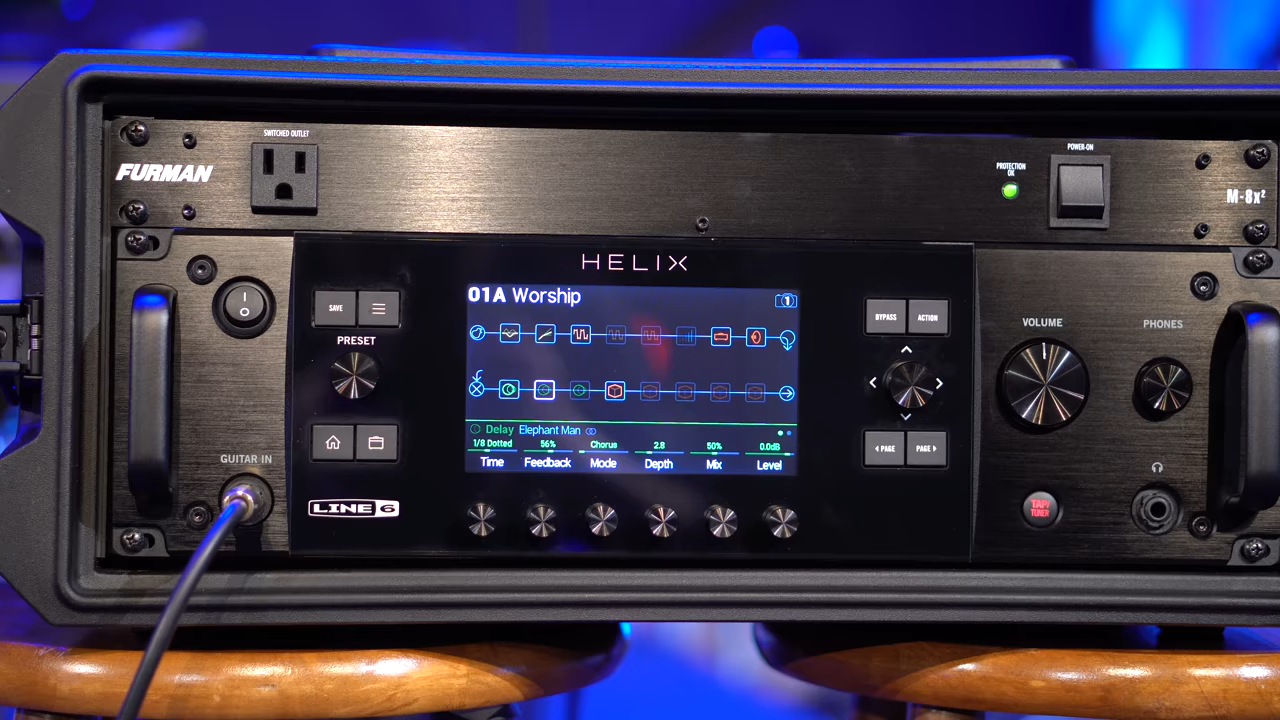 SWITCHED OUTLET
POWER-ON
FURMAN
PROTECTION
OK
M-8x²
HELIX
01A Worship
1
SAVE
PRESET
BYPASS
ACTION
VOLUME
PHONES
Delay Elephant Man
1/8 Dotted 56% Chorus 2.8 50% 0.0dB
Time Feedback Mode Depth Mix Level
PAGE
PAGE
GUITAR IN
LINE 6
TAP/
TUNER